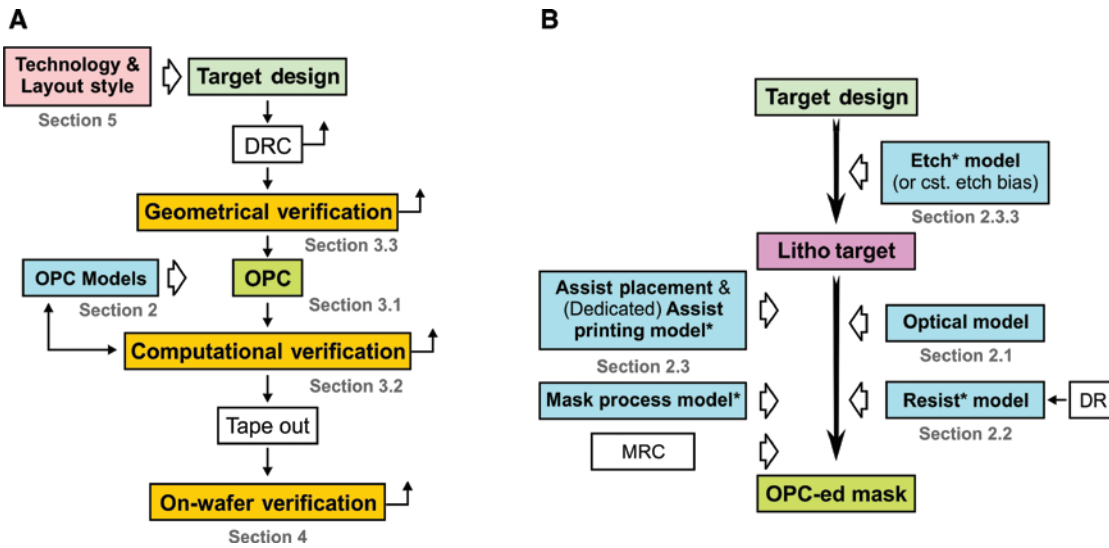 A
Technology &
Layout style
Section 5
Target design
DRC
Geometrical verification
Section 3.3
OPC Models
Section 2
OPC
Section 3.1
Computational verification
Section 3.2
Tape out
On-wafer verification
Section 4
B
Target design
Etch* model
(or cst. etch bias)
Section 2.3.3
Litho target
Assist placement &
(Dedicated) Assist
printing model*
Section 2.3
Optical model
Section 2.1
Mask process model*
Resist* model
Section 2.2
DR
MRC
OPC-ed mask